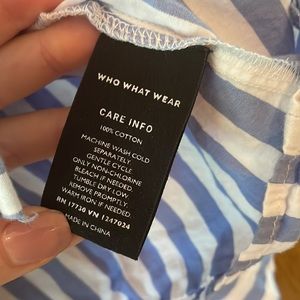 WHO WHAT WEAR
CARE INFO
100% COTTON
MACHINE WASH COLD
SEPARATELY.
GENTLE CYCLE
ONLY NON-CHLORINE
BLEACH IF NEEDED.
TUMBLE DRY LOW.
REMOVE PROMPTLY.
WARM IRON IF NEEDED.
RN 17730 VN 1247024
MADE IN CHINA